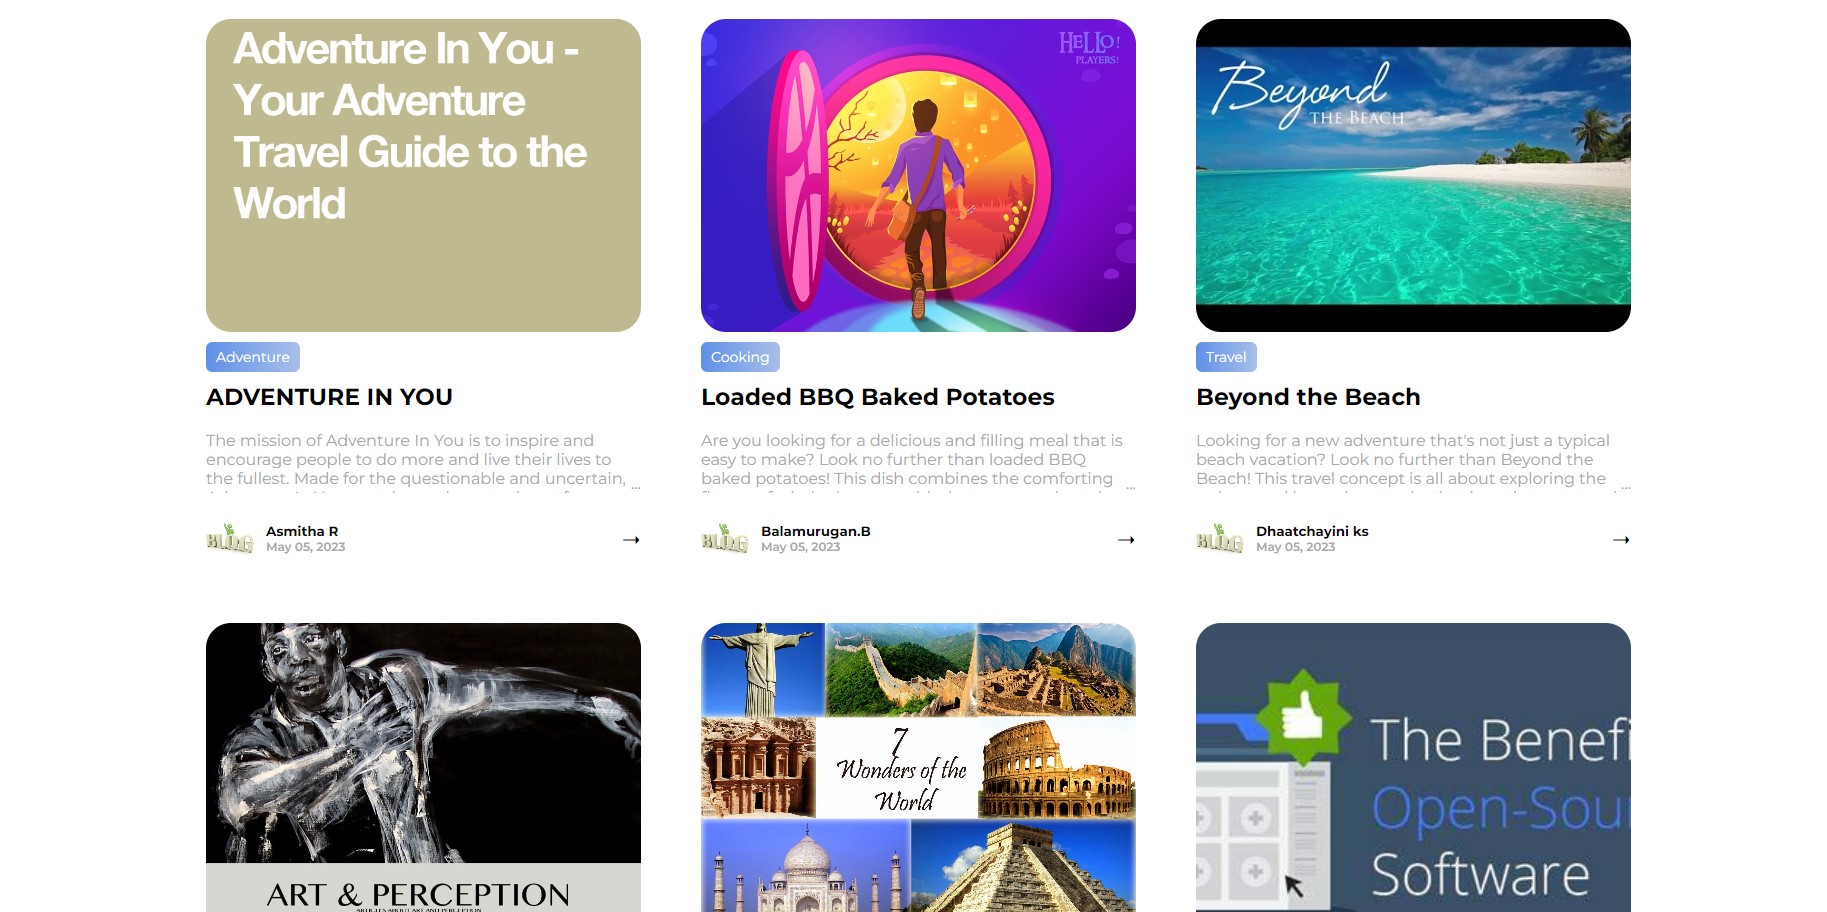 Adventure In You -
Your Adventure
Travel Guide to the
World
Adventure
ADVENTURE IN YOU
The mission of Adventure In You is to inspire and
encourage people to do more and live their lives to
the fullest. Made for the questionable and uncertain,
...
Asmitha R
May 05, 2023
HELLO!
PLAYERS!
Cooking
Loaded BBQ Baked Potatoes
Are you looking for a delicious and filling meal that is
easy to make? Look no further than loaded BBQ
baked potatoes! This dish combines the comforting
...
Balamurugan.B
May 05, 2023
Beyond
THE BEACH
Travel
Beyond the Beach
Looking for a new adventure that's not just a typical
beach vacation? Look no further than Beyond the
Beach! This travel concept is all about exploring the
...
Dhaatchayini ks
May 05, 2023
ART & PERCEPTION
ARTICLES ABOUT ART AND PERCEPTION
7
Wonders of the
World
The Benefi
Open-Sou
Software
BLOG
BLOG
BLOG